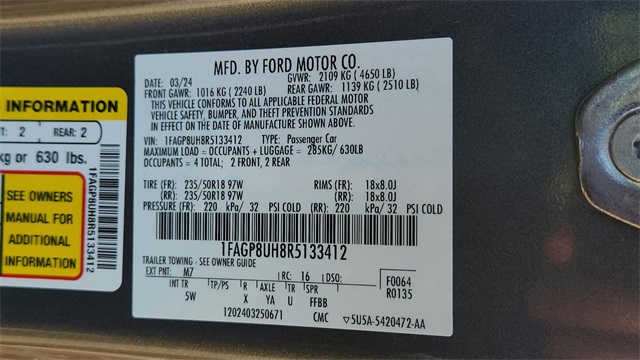 INFORMATION
: 2 REAR: 2
kg or 630 lbs.
SEE OWNERS
MANUAL FOR
ADDITIONAL
INFORMATION
1FAGP8UH8R5133412
MFD. BY FORD MOTOR CO.
DATE: 03/24 GVWR: 2109 KG ( 4650 LB)
FRONT GAWR: 1016 KG ( 2240 LB) REAR GAWR: 1139 KG ( 2510 LB)
THIS VEHICLE CONFORMS TO ALL APPLICABLE FEDERAL MOTOR
VEHICLE SAFETY, BUMPER, AND THEFT PREVENTION STANDARDS
IN EFFECT ON THE DATE OF MANUFACTURE SHOWN ABOVE.
VIN: 1FAGP8UH8R5133412 TYPE: Passenger Car
MAXIMUM LOAD = OCCUPANTS + LUGGAGE = 285KG/630LB
OCCUPANTS = 4 TOTAL; 2 FRONT, 2 REAR
TIRE (FR): 235/50R18 97W RIMS (FR): 18x8.0J
(RR): 235/50R18 97W (RR): 18x8.0J
PRESSURE (FR): 220 kPa/ 32 PSI COLD (RR): 220 kPa/ 32 PSI COLD
1FAGP8UH8R5133412
TRAILER TOWING - SEE OWNER GUIDE
EXT PNT: M7 RC: 16 DSO: F0064
INT TR TP/PS R AXLE TR SPR R0135
5W X YA U FFBB
1202403250671 CMC 5U5A-5420472-AA